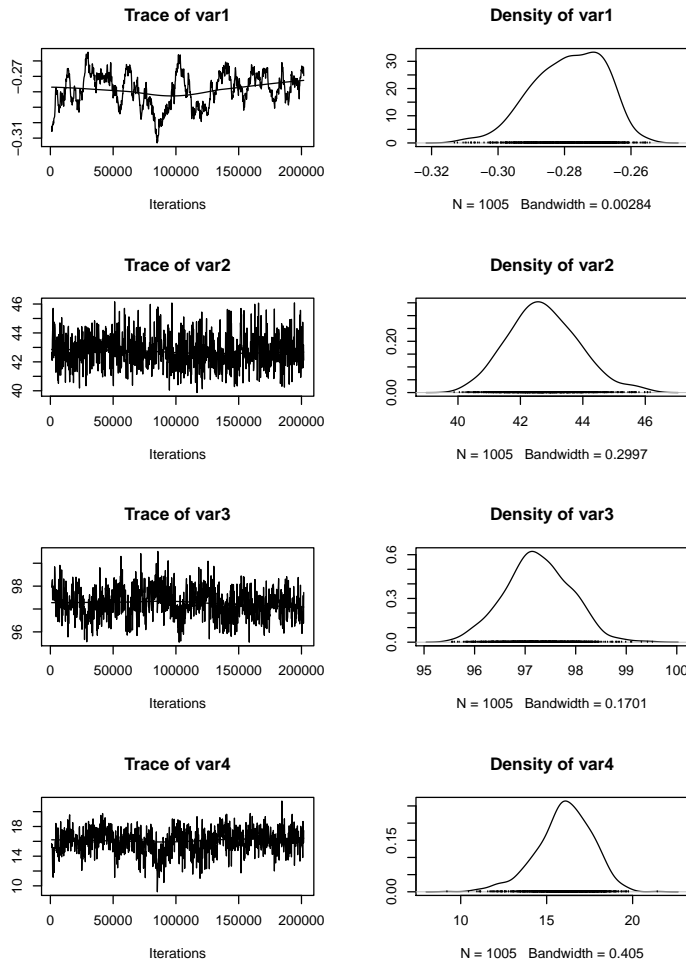 Trace of var1
−0.27
−0.31
0 50000 100000 150000 200000
Iterations
Density of var1
30
20
10
0
−0.32 −0.30 −0.28 −0.26
N = 1005 Bandwidth = 0.00284
Trace of var2
46
44
42
40
0 50000 100000 150000 200000
Iterations
Density of var2
0.20
0.00
40 42 44 46
N = 1005 Bandwidth = 0.2997
Trace of var3
98
96
0 50000 100000 150000 200000
Iterations
Density of var3
0.6
0.3
0.0
95 96 97 98 99 100
N = 1005 Bandwidth = 0.1701
Trace of var4
18
14
10
0 50000 100000 150000 200000
Iterations
Density of var4
0.15
0.00
10 15 20
N = 1005 Bandwidth = 0.405